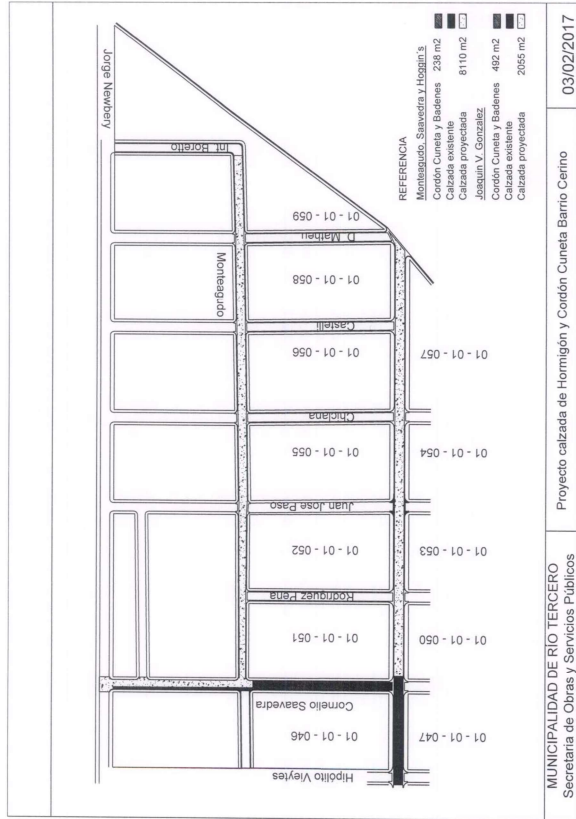 Jorge Newbery
Int. Boretto
Monteagudo
D. Matheu
Castelli
Chiclana
Juan Jose Paso
Rodriguez Pena
Cornelio Saavedra
Hipólito Vieytes
01 - 01 - 059
01 - 01 - 058
01 - 01 - 056
01 - 01 - 055
01 - 01 - 052
01 - 01 - 051
01 - 01 - 046
01 - 01 - 057
01 - 01 - 054
01 - 01 - 053
01 - 01 - 050
01 - 01 - 047
REFERENCIA
Monteagudo, Saavedra y Hoggin´s
Cordón Cuneta y Badenes 238 m2
Calzada existente
Calzada proyectada 8110 m2
Joaquin V. Gonzalez
Cordón Cuneta y Badenes 492 m2
Calzada existente
Calzada proyectada 2055 m2
MUNICIPALIDAD DE RÍO TERCERO
Secretaria de Obras y Servicios Públicos
Proyecto calzada de Hormigón y Cordón Cuneta Barrio Cerino
03/02/2017